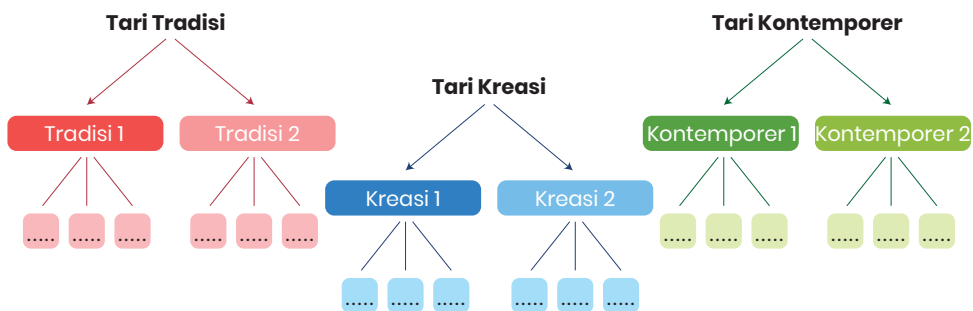 Tari Tradisi
Tradisi 1
Tradisi 2
..... ..... .....
..... ..... .....
Tari Kreasi
Kreasi 1
Kreasi 2
..... ..... .....
..... ..... .....
Tari Kontemporer
Kontemporer 1
Kontemporer 2
..... ..... .....
..... ..... .....